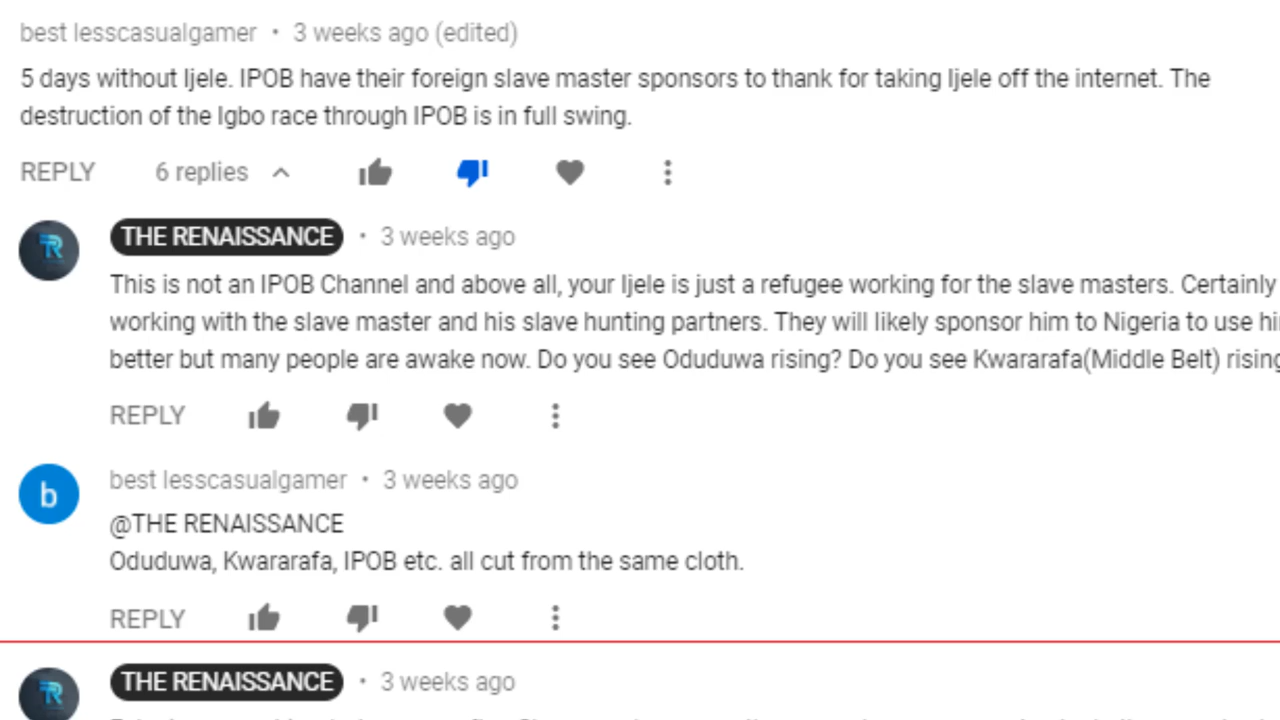 best lesscasualgamer • 3 weeks ago (edited)
5 days without Ijele. IPOB have their foreign slave master sponsors to thank for taking Ijele off the internet. The
destruction of the Igbo race through IPOB is in full swing.
REPLY 6 replies
THE RENAISSANCE • 3 weeks ago
This is not an IPOB Channel and above all, your Ijele is just a refugee working for the slave masters. Certainly
working with the slave master and his slave hunting partners. They will likely sponsor him to Nigeria to use
better but many people are awake now. Do you see Oduduwa rising? Do you see Kwararafa(Middle Belt)
REPLY
b
best lesscasualgamer • 3 weeks ago
@THE RENAISSANCE
Oduduwa, Kwararafa, IPOB etc. all cut from the same cloth.
REPLY
THE RENAISSANCE • 3 weeks ago